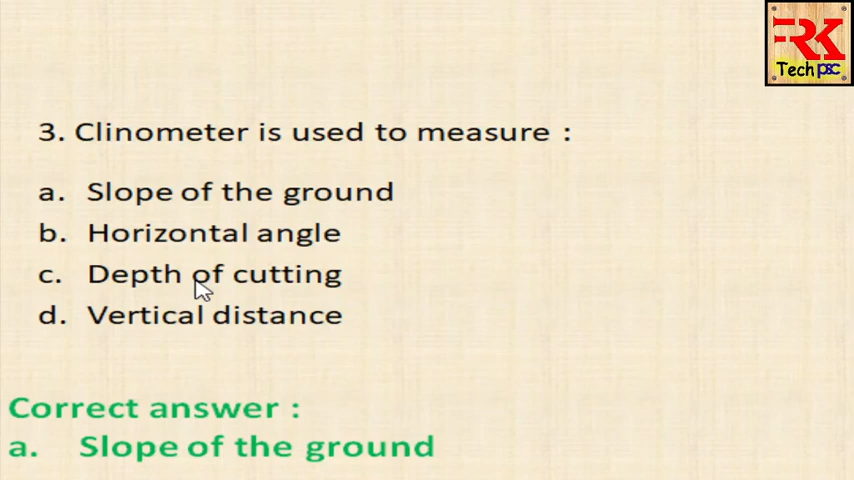 RK
Tech psc
3. Clinometer is used to measure :
a. Slope of the ground
b. Horizontal angle
c. Depth of cutting
d. Vertical distance
Correct answer :
a. Slope of the ground